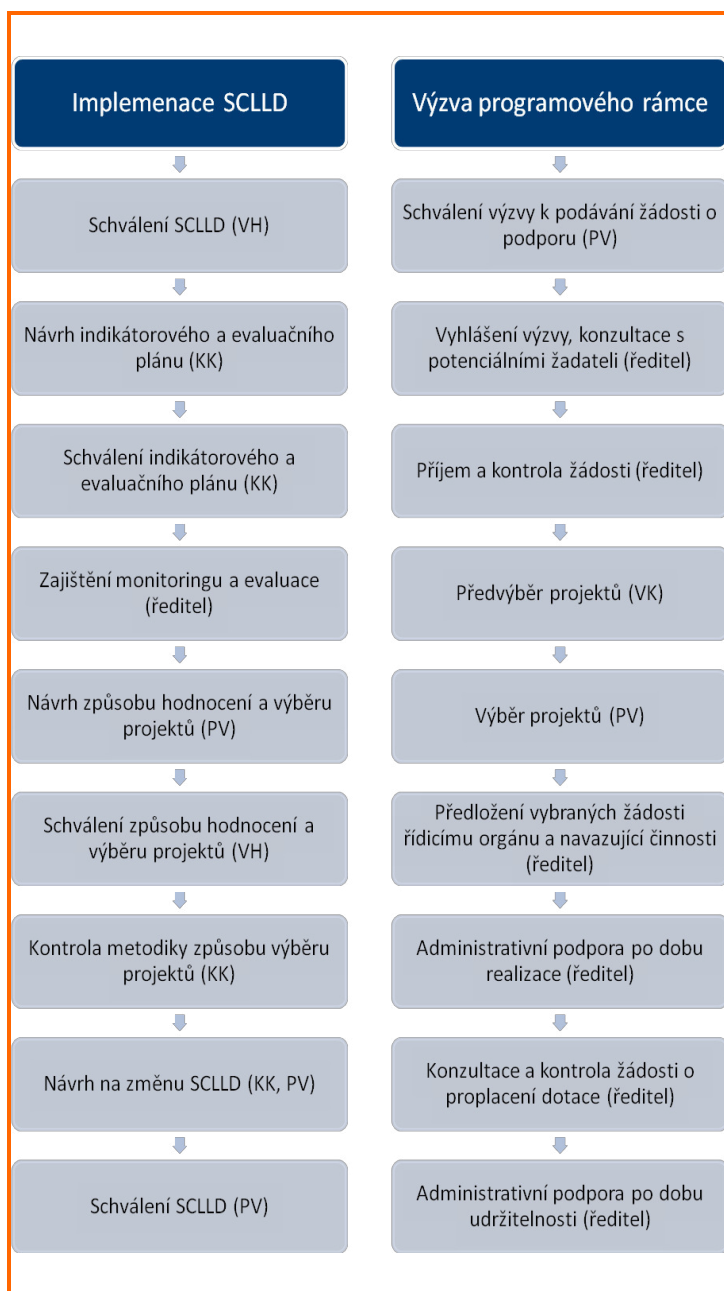 Implemenace SCLLD
Schválení SCLLD (VH)
Návrh indikátorového a evaluačního
plánu (KK)
Schválení indikátorového a
evaluačního plánu (KK)
Zajištění monitoringu a evaluace
(ředitel)
Návrh způsobu hodnocení a výběru
projektů (PV)
Schválení způsobu hodnocení a
výběru projektů (VH)
Kontrola metodiky způsobu výběru
projektů (KK)
Návrh na změnu SCLLD (KK, PV)
Schválení SCLLD (PV)
Výzva programového rámce
Schválení výzvy k podávání žádosti o
podporu (PV)
Vyhlášení výzvy, konzultace s
potenciálními žadateli (ředitel)
Příjem a kontrola žádosti (ředitel)
Předvýběr projektů (VK)
Výběr projektů (PV)
Předložení vybraných žádosti
řídicímu orgánu a navazující činnosti
(ředitel)
Administrativní podpora po dobu
realizace (ředitel)
Konzultace a kontrola žádosti o
proplacení dotace (ředitel)
Administrativní podpora po dobu
udržitelnosti (ředitel)